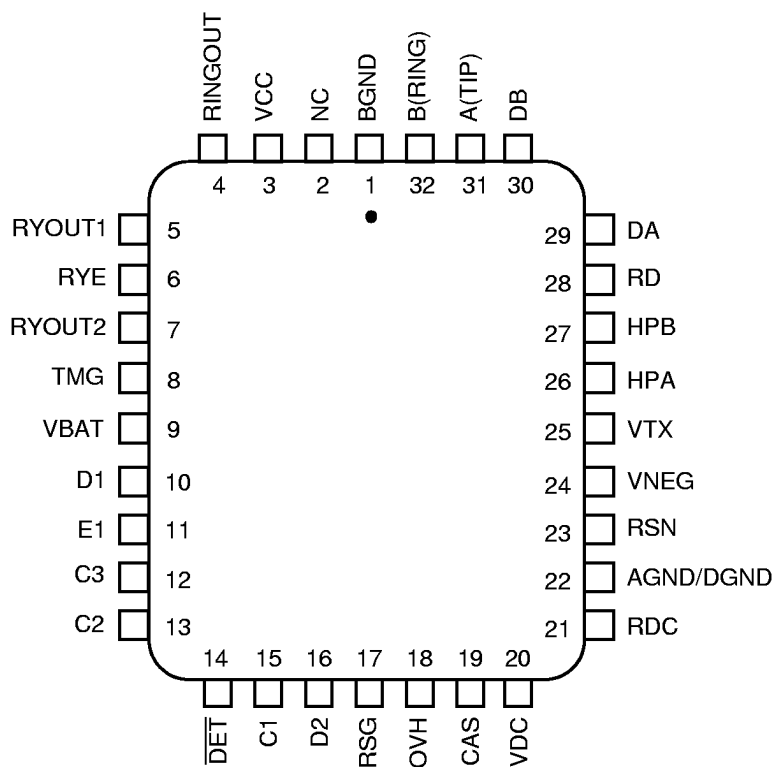 RINGOUT VCC NC BGND B(RING) A(TIP) DB
4 3 2 1 32 31 30
RYOUT1 5 29 DA
RYE 6 28 RD
RYOUT2 7 27 HPB
TMG 8 26 HPA
VBAT 9 25 VTX
D1 10 24 VNEG
E1 11 23 RSN
C3 12 22 AGND/DGND
C2 13 21 RDC
14 15 16 17 18 19 20
DET C1 D2 RSG OVH CAS VDC